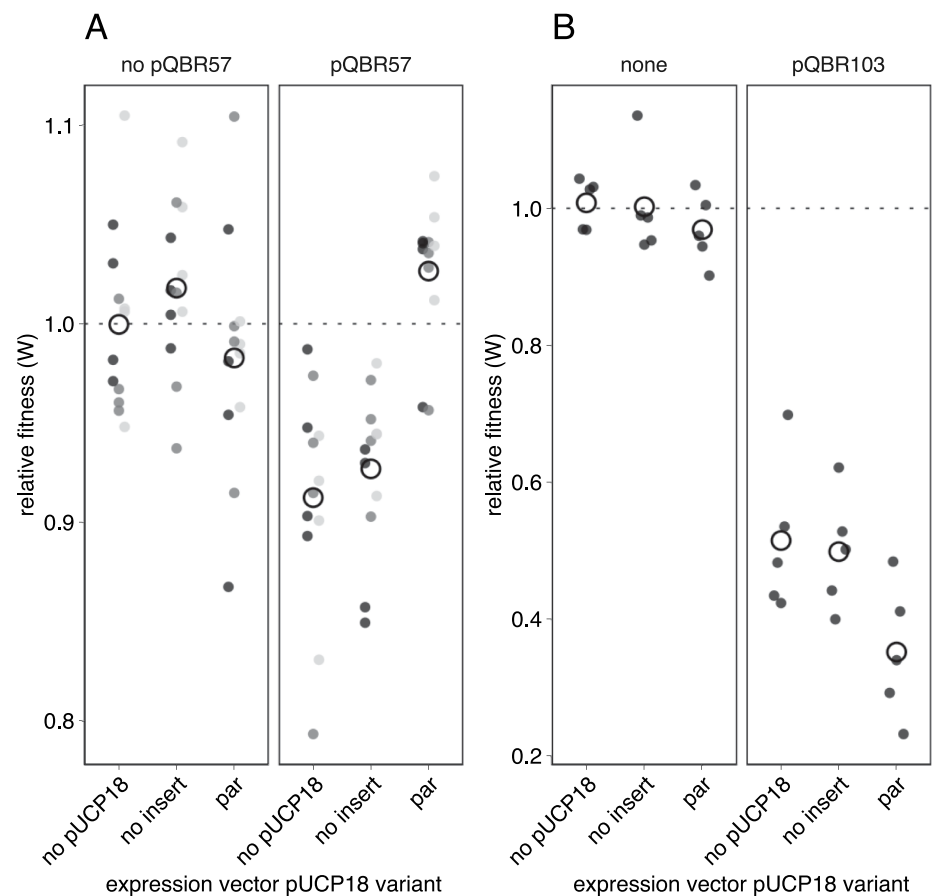 A
no pQBR57
pQBR57
1.1
1.0
0.9
0.8
relative fitness (W)
no pUCP18
no insert
par
no pUCP18
no insert
par
expression vector pUCP18 variant
B
none
pQBR103
1.0
0.8
0.6
0.4
0.2
relative fitness (W)
no pUCP18
no insert
par
no pUCP18
no insert
par
expression vector pUCP18 variant